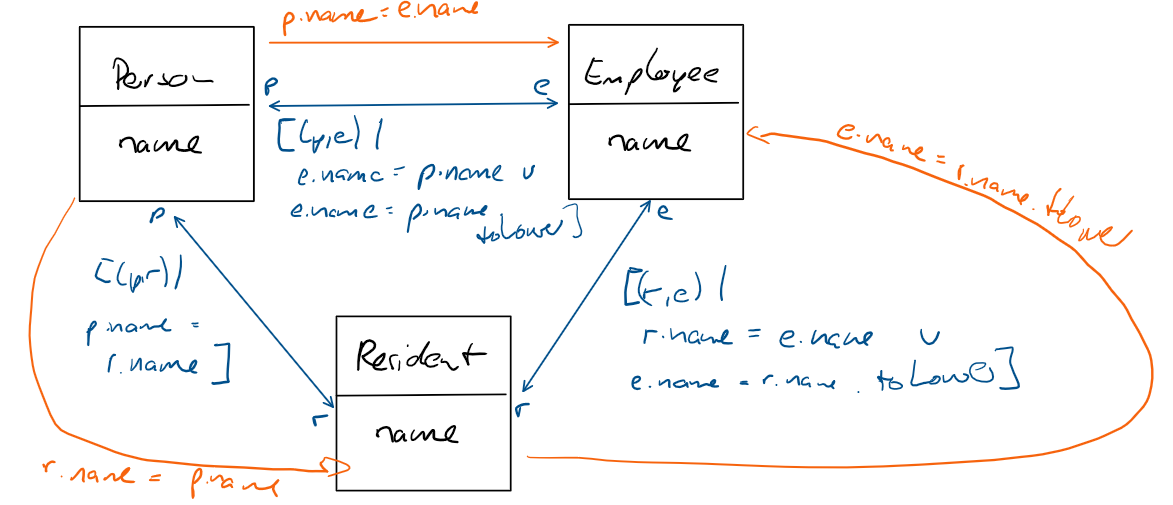 p.name = e.name
Person
name
Employee
name
p
e
[(p,e) |
e.name = p.name ∪
e.name = p.name
toLower]
e.name = r.name.toLower
p
e
[(p,r) |
p.name =
r.name ]
[(r,e) |
r.name = e.name ∪
e.name = r.name . toLower]
Resident
name
r
r
r.name = p.name